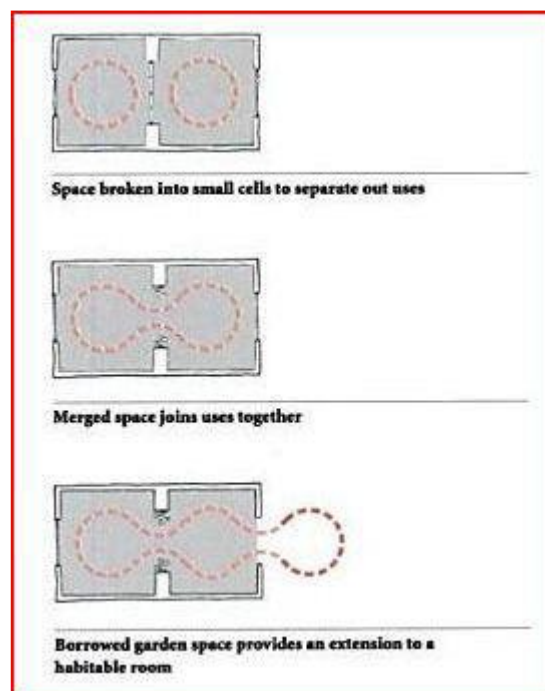 Space broken into small cells to separate out uses
Merged space joins uses together
Borrowed garden space provides an extension to a
habitable room